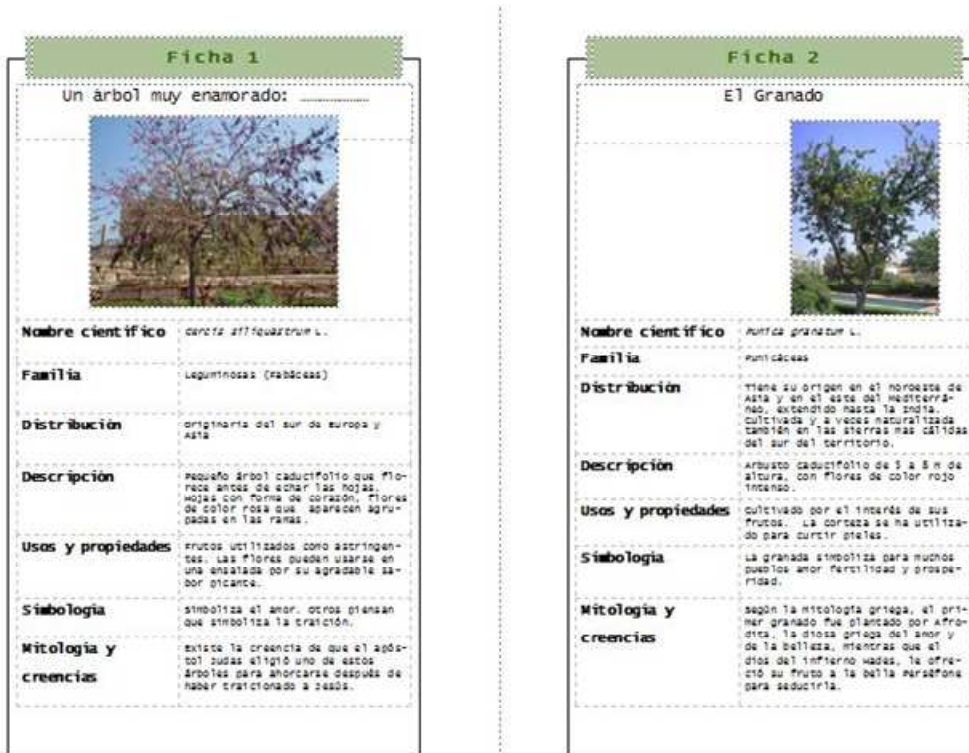 Ficha 1
Un árbol muy enamorado: ....................
Nombre científico
Cercis siliquastrum L.
Familia
Leguminosas (Fabáceas)
Distribución
Originaria del sur de Europa y
Asia
Descripción
Pequeño árbol caducifolio que flo-
rece antes de echar las hojas.
Hojas con forma de corazón, flores
de color rosa que aparecen agru-
padas en las ramas.
Usos y propiedades
Frutos utilizados como astringen-
tes. Las flores pueden usarse en
una ensalada por su agradable sa-
bor picante.
Simbología
Simboliza el amor. Otros piensan
que simboliza la traición.
Mitología y
creencias
Existe la creencia de que el após-
tol Judas eligió uno de estos
árboles para ahorcarse después de
haber traicionado a Jesús.
Ficha 2
El Granado
Nombre científico
Punica granatum L.
Familia
Punicáceas
Distribución
Tiene su origen en el noroeste de
Asia y en el este del Mediterrá-
neo, extendido hasta la India.
Cultivada y a veces naturalizada
también en las sierras mas cálidas
del sur del territorio.
Descripción
Arbusto caducifolio de 5 a 8 m de
altura, con flores de color rojo
intenso.
Usos y propiedades
Cultivado por el interés de sus
frutos. La corteza se ha utiliza-
do para curtir pieles.
Simbología
La granada simboliza para muchos
pueblos amor fertilidad y prospe-
ridad.
Mitología y
creencias
Según la mitología griega, el pri-
mer granado fue plantado por Afro-
dita, la diosa griega del amor y
de la belleza, mientras que el
dios del infierno Hades, le ofre-
ció su fruto a la bella Perséfone
para seducirla.